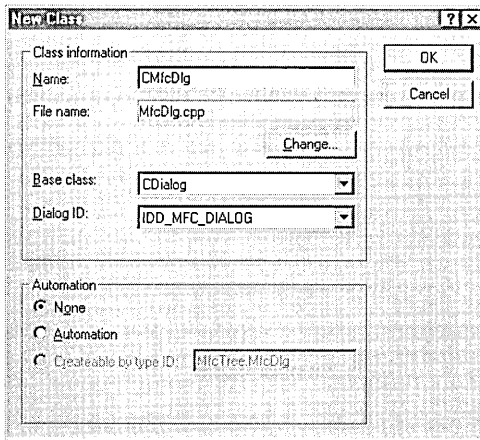 New Class
Class information
Name: CMfcDlg
File name: MfcDlg.cpp
Change...
Base class: CDialog
Dialog ID: IDD_MFC_DIALOG
OK
Cancel
Automation
None
Automation
Createable by type ID: MfcTree.MfcDlg